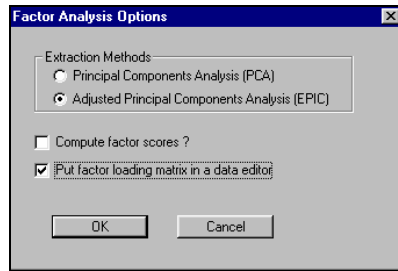 Factor Analysis Options
Extraction Methods
Principal Components Analysis (PCA)
Adjusted Principal Components Analysis (EPIC)
Compute factor scores ?
Put factor loading matrix in a data editor
OK Cancel